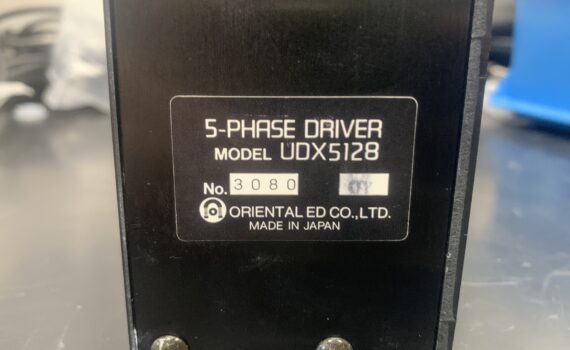 5-PHASE DRIVER
MODEL UDX5128
No. 3080
ORIENTAL ED CO., LTD.
MADE IN JAPAN